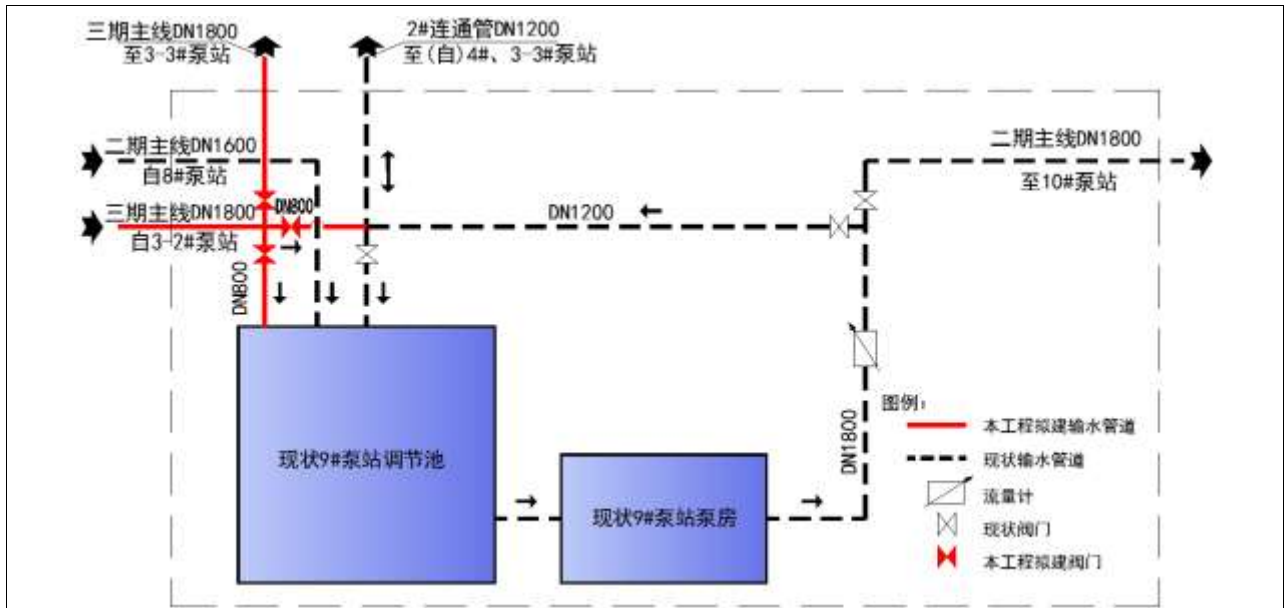 三期主线DN1800
至3-3#泵站
2#连通管DN1200
至(自)4#、3-3#泵站
二期主线DN1600
自8#泵站
二期主线DN1800
至10#泵站
三期主线DN1800
自3-2#泵站
DN800
DN1200
DN800
现状9#泵站调节池
现状9#泵站泵房
DN1800
图例:
本工程拟建输水管道
现状输水管道
流量计
现状阀门
本工程拟建阀门